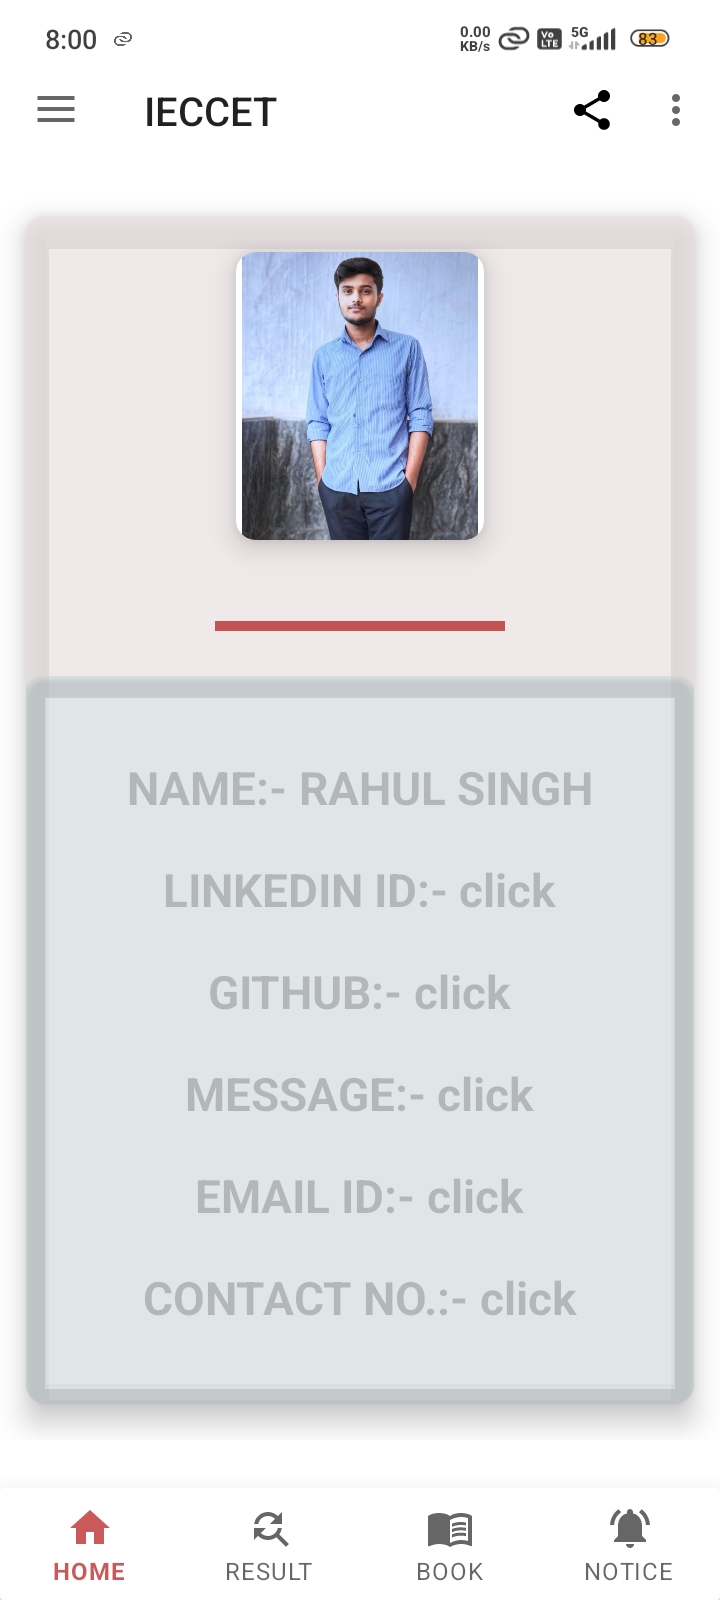 8:00
0.00
KB/s
Vo
LTE
5G
83
IECCET
NAME:- RAHUL SINGH
LINKEDIN ID:- click
GITHUB:- click
MESSAGE:- click
EMAIL ID:- click
CONTACT NO.:- click
HOME
RESULT
BOOK
NOTICE